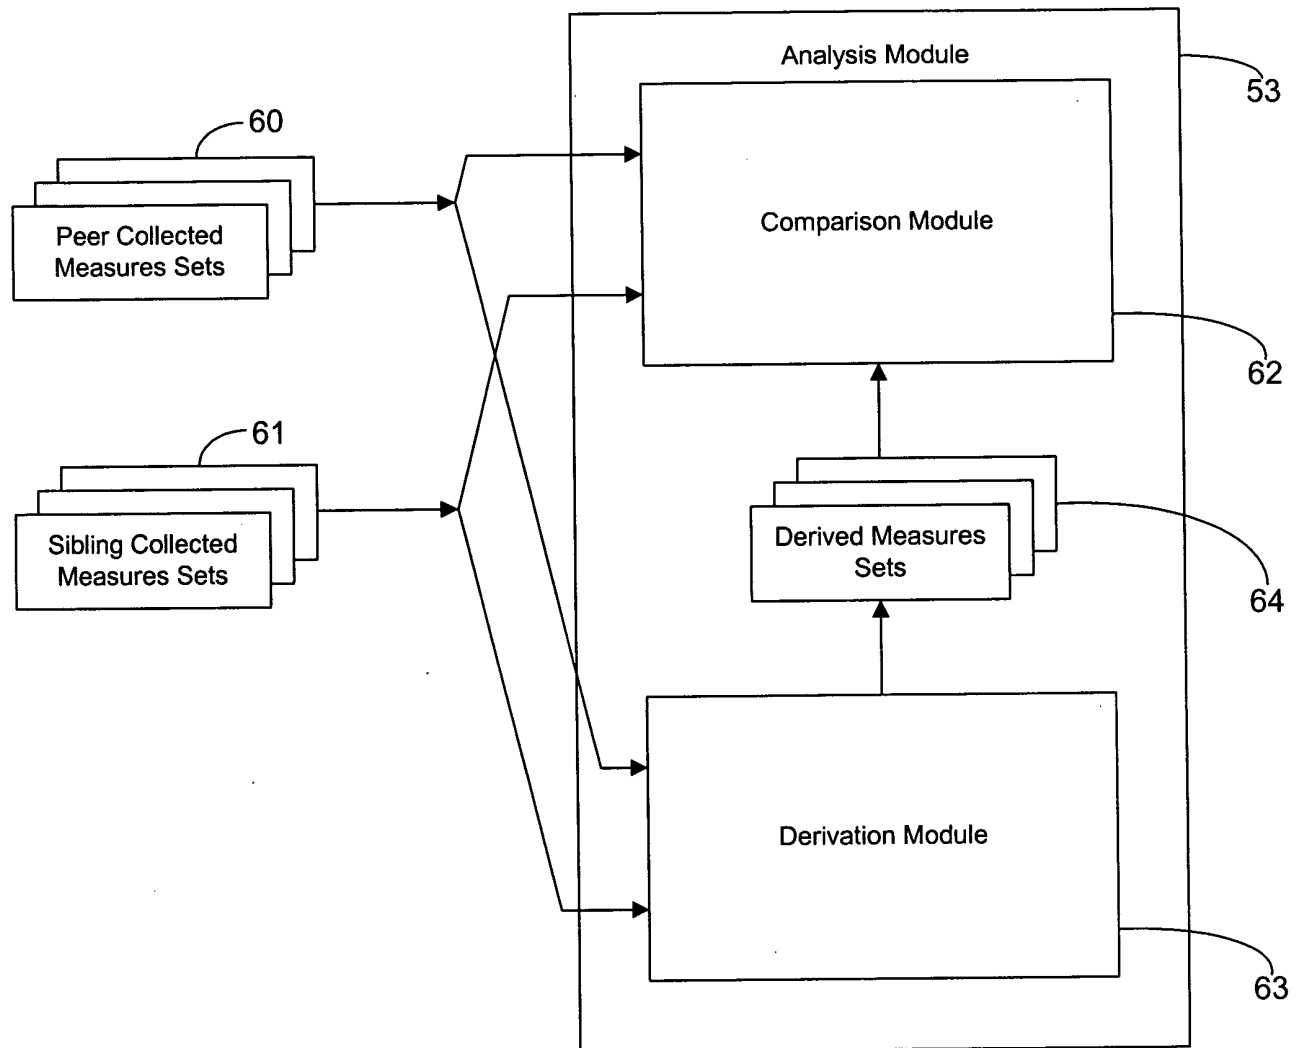 Analysis Module
53
60
Peer Collected
Measures Sets
Comparison Module
62
61
Sibling Collected
Measures Sets
Derived Measures
Sets
64
Derivation Module
63